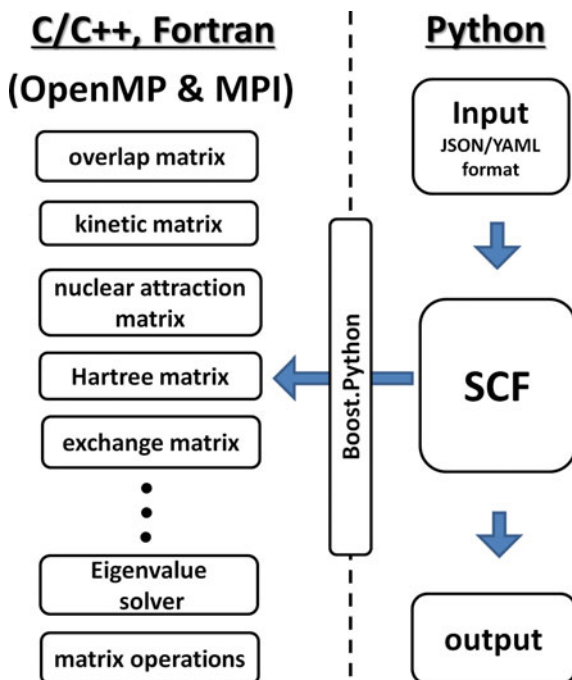 C/C++, Fortran
(OpenMP & MPI)
overlap matrix
kinetic matrix
nuclear attraction
matrix
Hartree matrix
exchange matrix
Eigenvalue
solver
matrix operations
Boost.Python
Python
Input
JSON/YAML
format
SCF
output